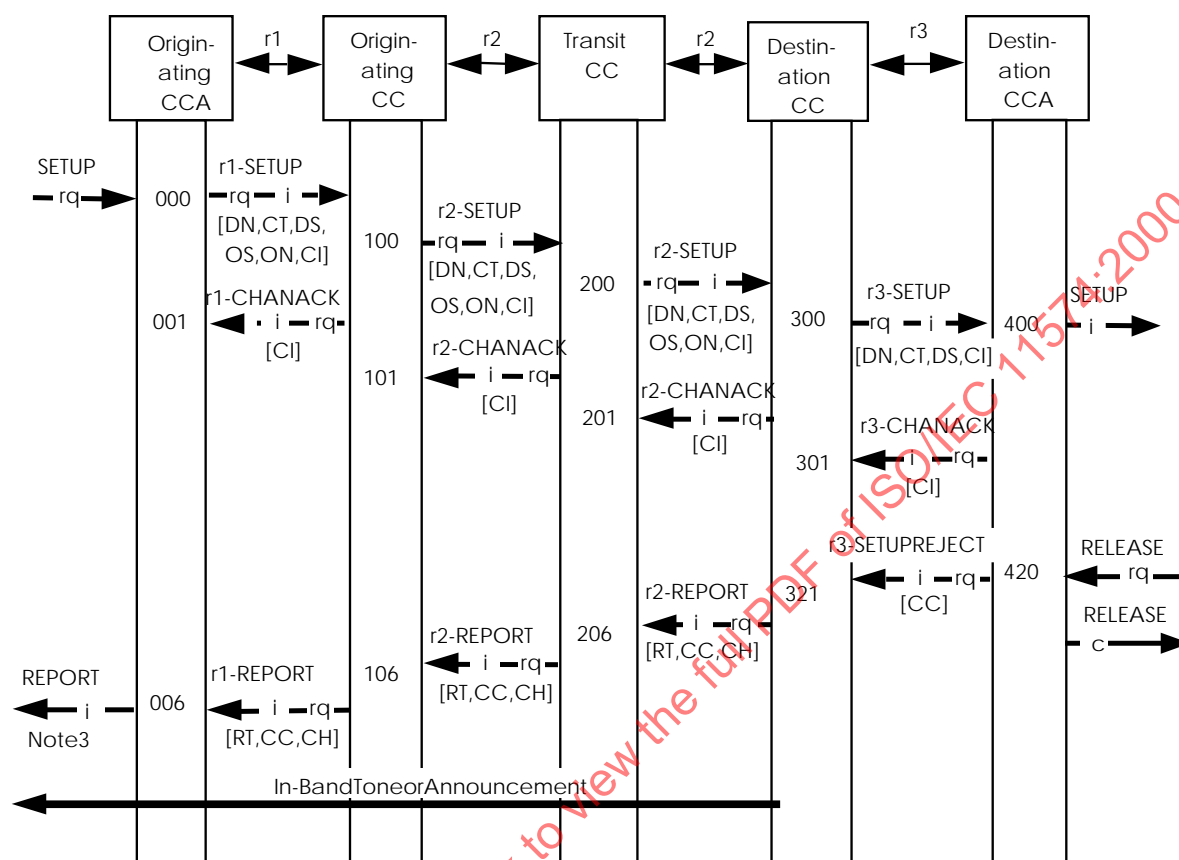 Origin-
ating
CCA
r1
Origin-
ating
CC
r2
Transit
CC
r2
Destin-
ation
CC
r3
Destin-
ation
CCA
SETUP
rq
000
r1-SETUP
rq i
[DN,CT,DS,
OS,ON,CI]
100
r2-SETUP
rq i
[DN,CT,DS,
OS,ON,CI]
200
r2-SETUP
rq i
[DN,CT,DS,
OS,ON,CI]
300
r3-SETUP
rq i
[DN,CT,DS,CI]
400
SETUP
i
001
r1-CHANACK
i rq
[CI]
101
r2-CHANACK
i rq
[CI]
201
r2-CHANACK
i rq
[CI]
301
r3-CHANACK
i rq
[CI]
r3-SETUPREJECT
i rq
[CC]
420
RELEASE
rq
RELEASE
c
321
r2-REPORT
i rq
[RT,CC,CH]
206
r2-REPORT
i rq
[RT,CC,CH]
106
r1-REPORT
i rq
[RT,CC,CH]
006
REPORT
i
Note3
In-BandToneorAnnouncement
to view the full PDF of ISO/IEC 11574:2000